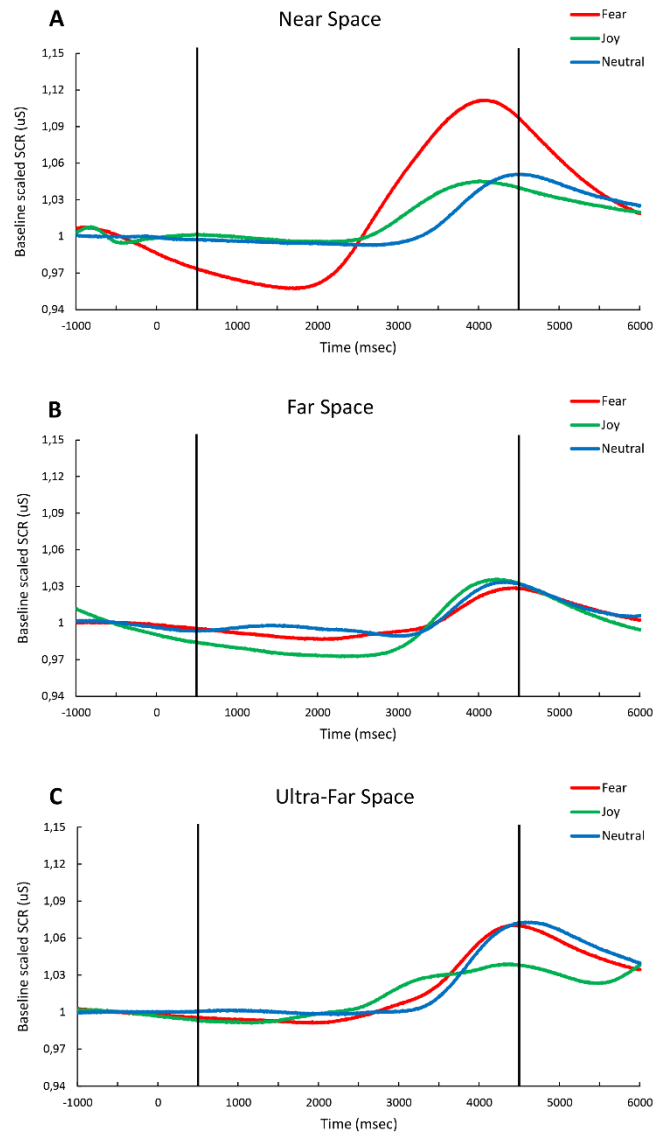 A
Near Space
Fear
Joy
Neutral
Baseline scaled SCR (uS)
1,15
1,12
1,09
1,06
1,03
1
0,97
0,94
-1000 0 1000 2000 3000 4000 5000 6000
Time (msec)
B
Far Space
Fear
Joy
Neutral
Baseline scaled SCR (uS)
1,15
1,12
1,09
1,06
1,03
1
0,97
0,94
-1000 0 1000 2000 3000 4000 5000 6000
Time (msec)
C
Ultra-Far Space
Fear
Joy
Neutral
Baseline scaled SCR (uS)
1,15
1,12
1,09
1,06
1,03
1
0,97
0,94
-1000 0 1000 2000 3000 4000 5000 6000
Time (msec)